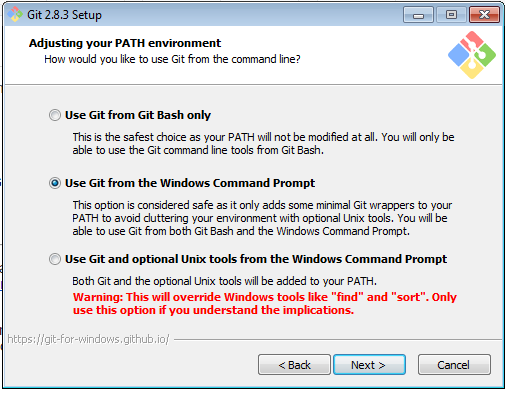 Git 2.8.3 Setup
Adjusting your PATH environment
How would you like to use Git from the command line?
Use Git from Git Bash only
This is the safest choice as your PATH will not be modified at all. You will only be
able to use the Git command line tools from Git Bash.
Use Git from the Windows Command Prompt
This option is considered safe as it only adds some minimal Git wrappers to your
PATH to avoid cluttering your environment with optional Unix tools. You will be
able to use Git from both Git Bash and the Windows Command Prompt.
Use Git and optional Unix tools from the Windows Command Prompt
Both Git and the optional Unix tools will be added to your PATH.
Warning: This will override Windows tools like "find" and "sort". Only
use this option if you understand the implications.
https://git-for-windows.github.io/
< Back
Next >
Cancel